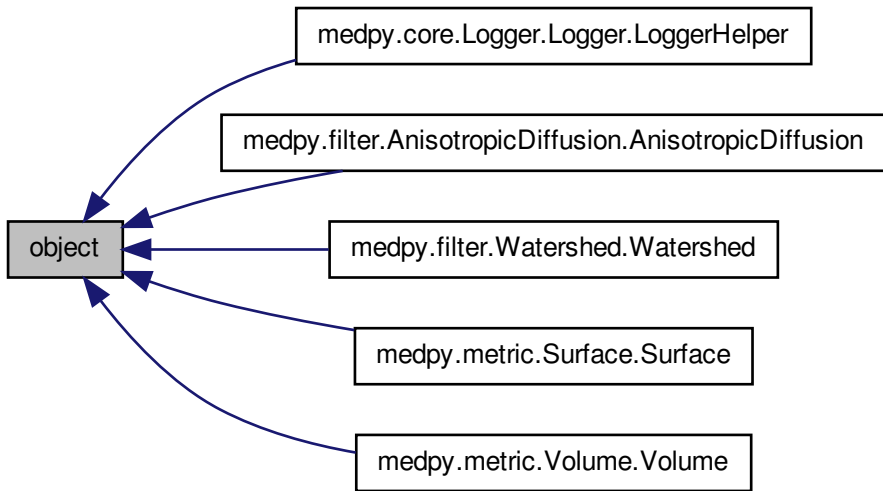 medpy.core.Logger.Logger.LoggerHelper
medpy.filter.AnisotropicDiffusion.AnisotropicDiffusion
object
medpy.filter.Watershed.Watershed
medpy.metric.Surface.Surface
medpy.metric.Volume.Volume